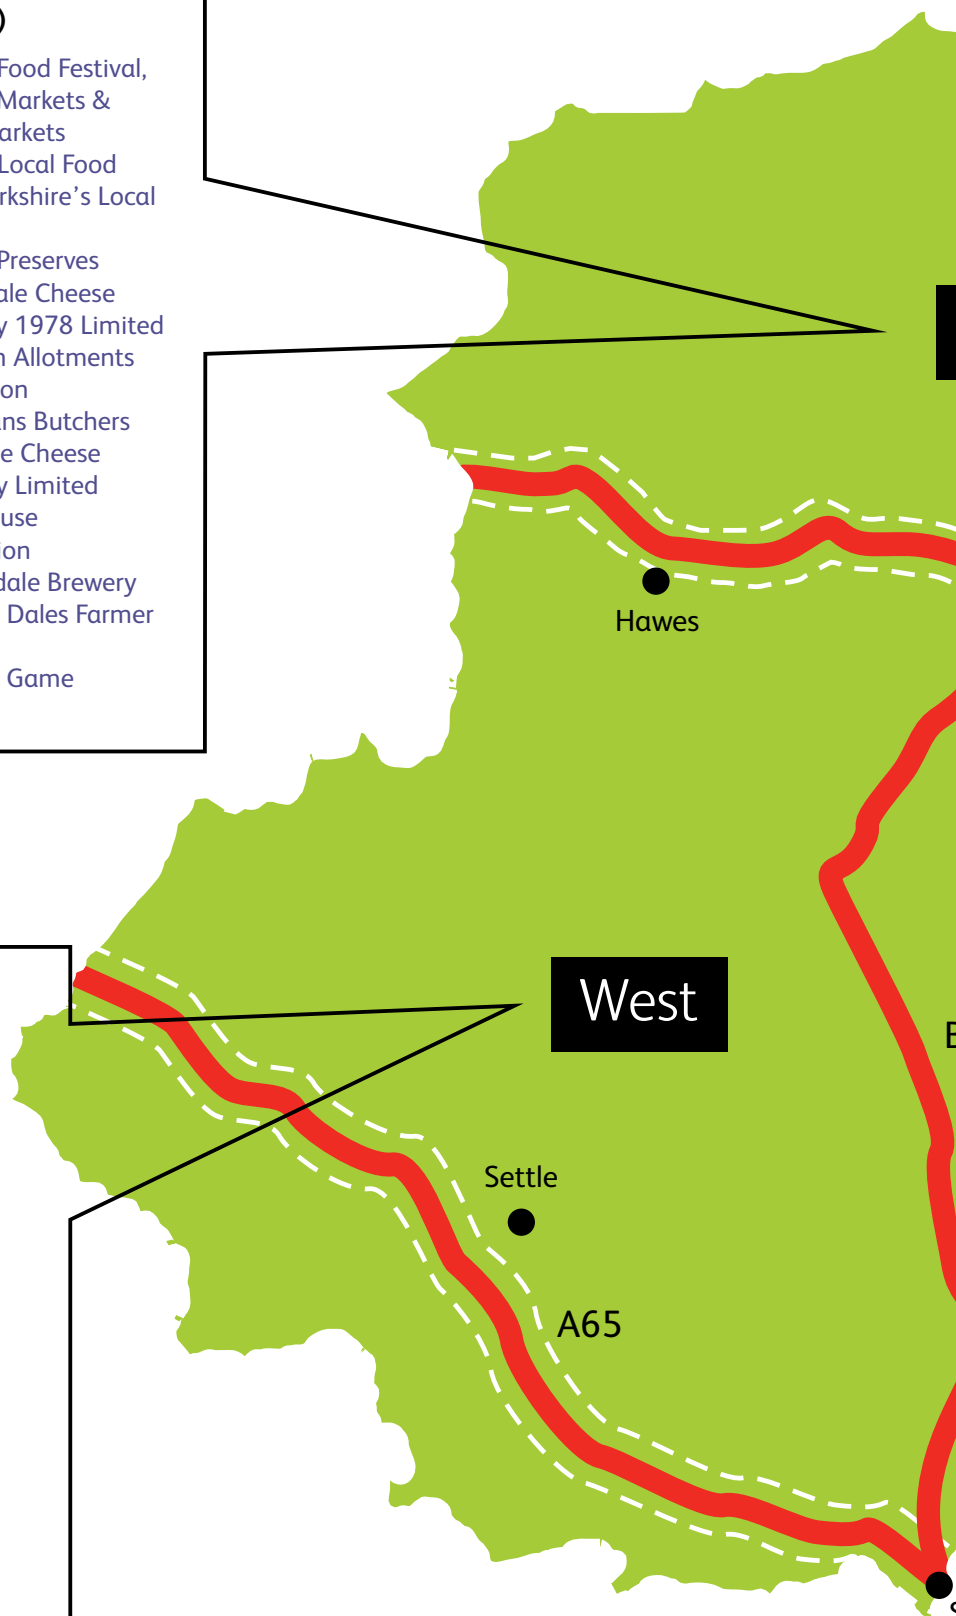 )
Food Festival,
Markets &
arkets
Local Food
rkshire’s Local
Preserves
ale Cheese
y 1978 Limited
n Allotments
on
ns Butchers
e Cheese
y Limited
use
ion
dale Brewery
Dales Farmer
Game
Hawes
West
Settle
A65